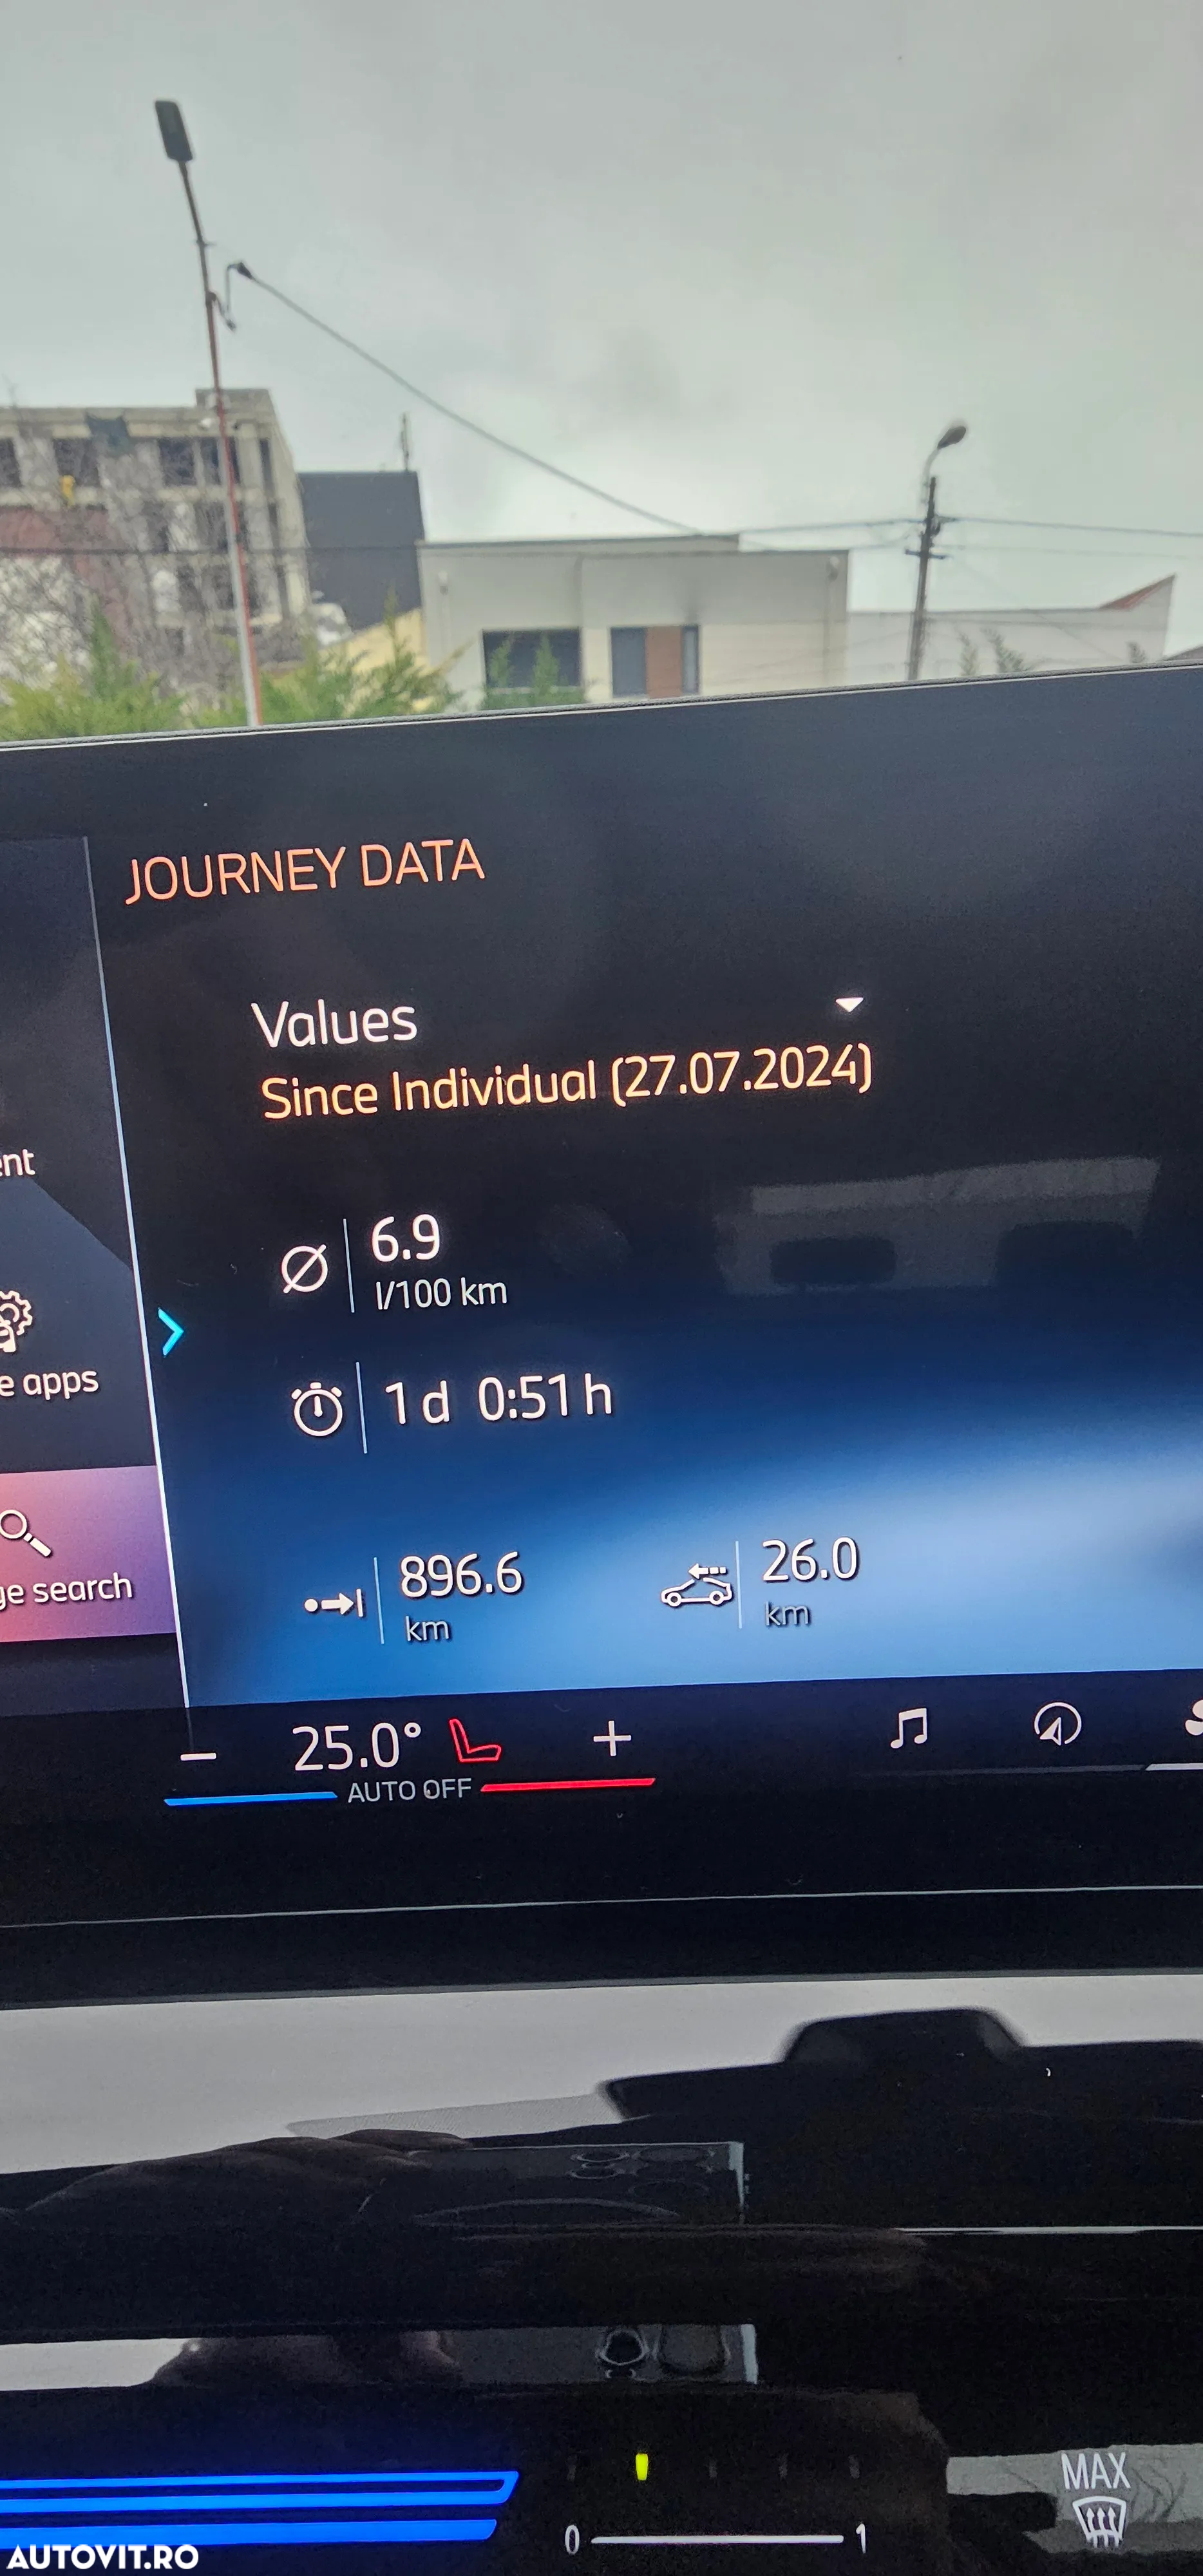 JOURNEY DATA
Values
Since Individual (27.07.2024)
6.9
l/100 km
1 d 0:51 h
896.6
km
26.0
km
nt
e apps
ge search
25.0°
AUTO OFF
MAX
0
1
AUTOVIT.RO